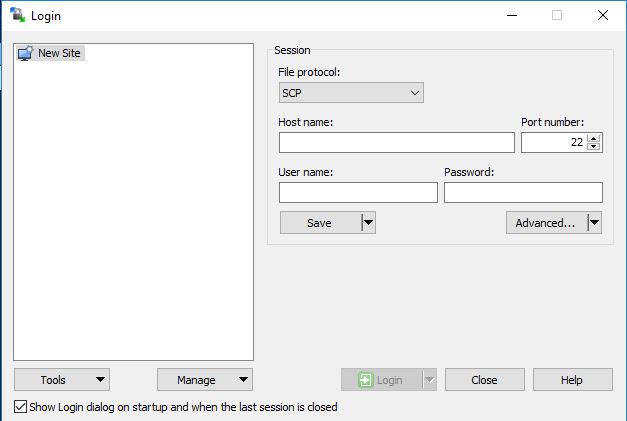 Login
New Site
Session
File protocol:
SCP
Host name:
Port number:
22
User name:
Password:
Save
Advanced...
Tools
Manage
Login
Close
Help
Show Login dialog on startup and when the last session is closed